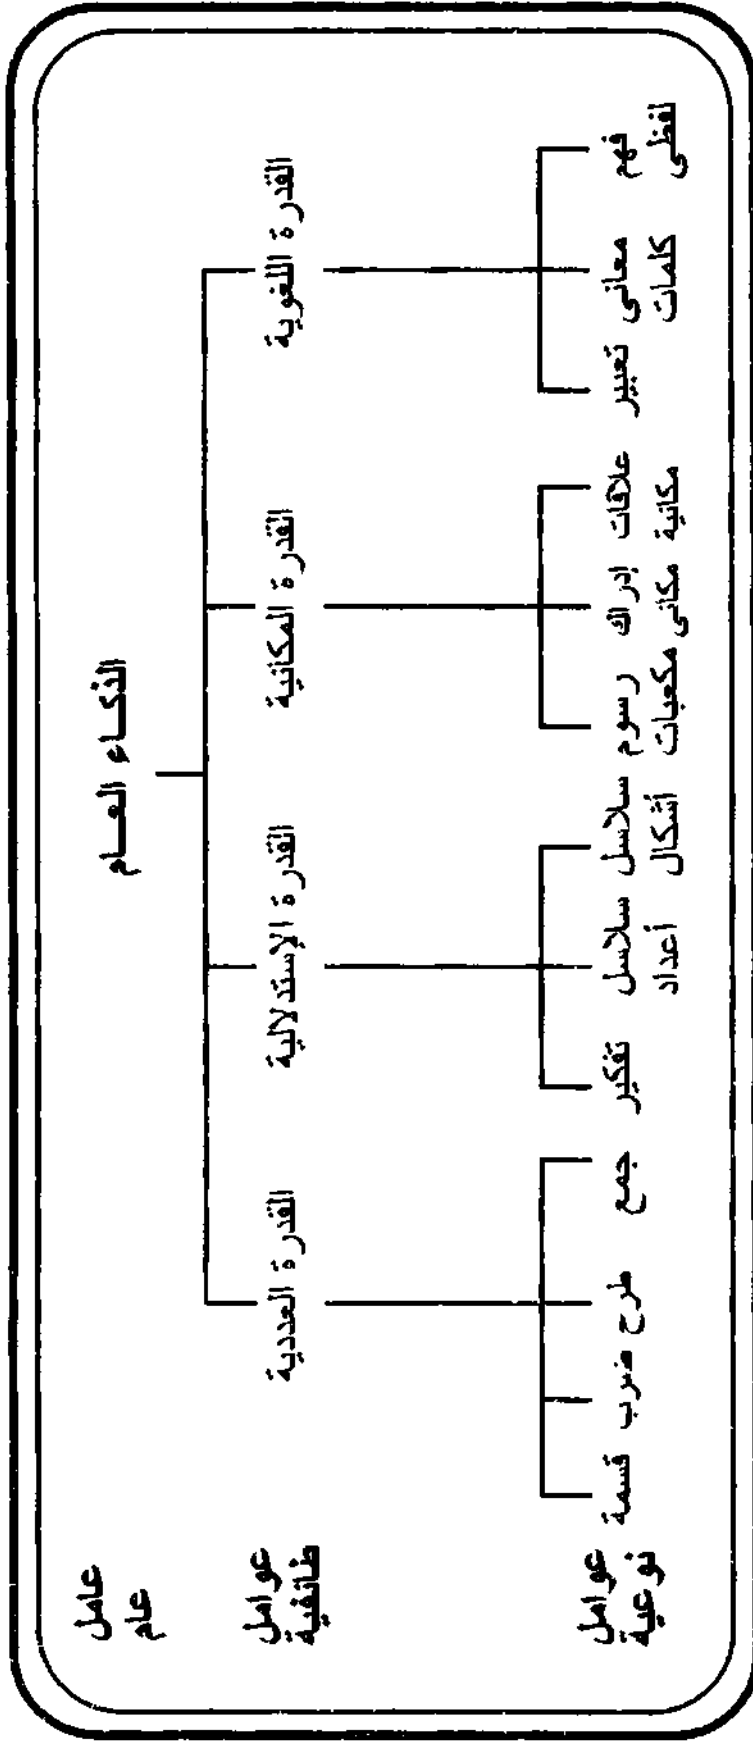 عامل
عام
الذكاء العام
عوامل
طائفية
القدرة اللغوية
القدرة المكانية
القدرة الإستدلالية
القدرة العددية
عوامل
نوعية
فهم
لفظى
معانى
كلمات
تعبير
علاقات
مكانية
إدراك
مكانى
رسوم
مكعبات
سلاسل
أشكال
سلاسل
أعداد
تفكير
جمع
طرح
ضرب
قسمة